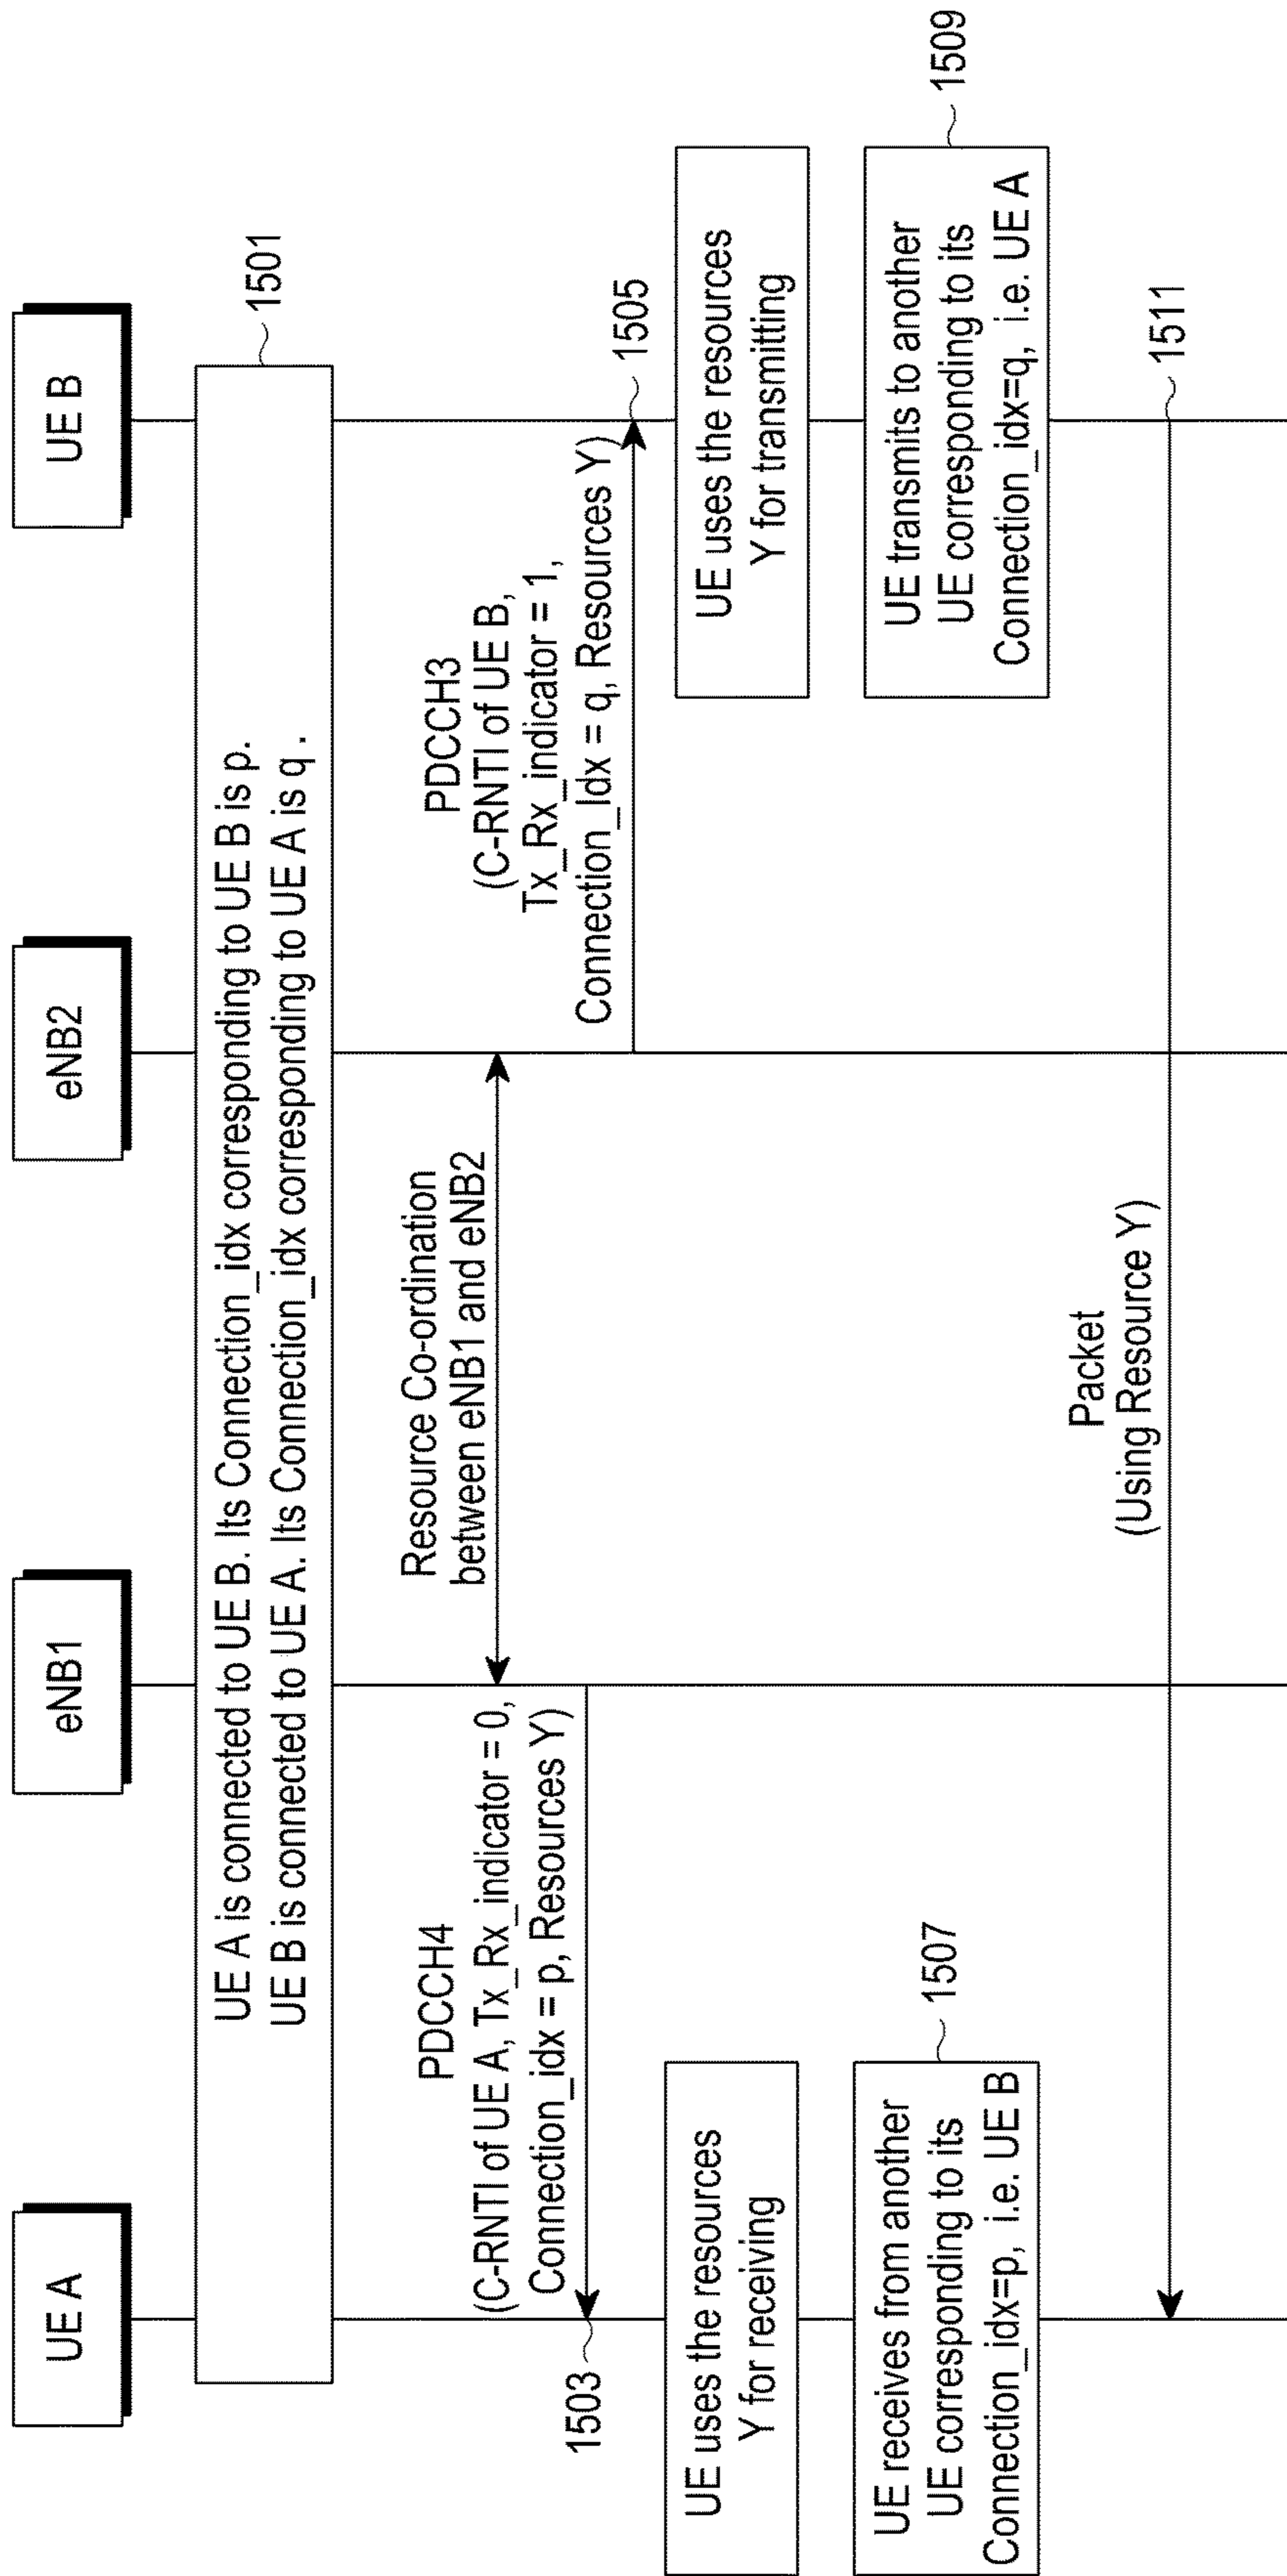 UE A
eNB1
eNB2
UE B
1501
UE A is connected to UE B. Its Connection_idx corresponding to UE B is p.
UE B is connected to UE A. Its Connection_idx corresponding to UE A is q .
Resource Co-ordination
between eNB1 and eNB2
PDCCH4
(C-RNTI of UE A, Tx_Rx_indicator = 0,
Connection_idx = p, Resources Y)
1503
PDCCH3
(C-RNTI of UE B,
Tx_Rx_indicator = 1,
Connection_Idx = q, Resources Y)
1505
UE uses the resources
Y for receiving
UE uses the resources
Y for transmitting
UE receives from another
UE corresponding to its
Connection_idx=p, i.e. UE B
1507
UE transmits to another
UE corresponding to its
Connection_idx=q, i.e. UE A
1509
Packet
(Using Resource Y)
1511